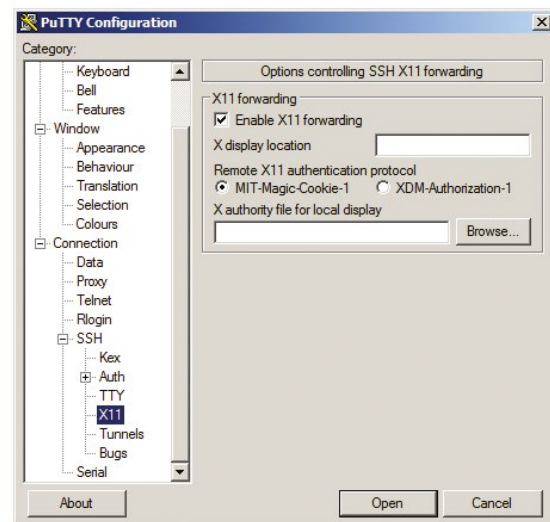 PuTTY Configuration
Category:
Keyboard
Bell
Features
Window
Appearance
Behaviour
Translation
Selection
Colours
Connection
Data
Proxy
Telnet
Rlogin
SSH
Kex
Auth
TTY
X11
Tunnels
Bugs
Serial
Options controlling SSH X11 forwarding
X11 forwarding
Enable X11 forwarding
X display location
Remote X11 authentication protocol
MIT-Magic-Cookie-1 XDM-Authorization-1
X authority file for local display
Browse...
About Open Cancel